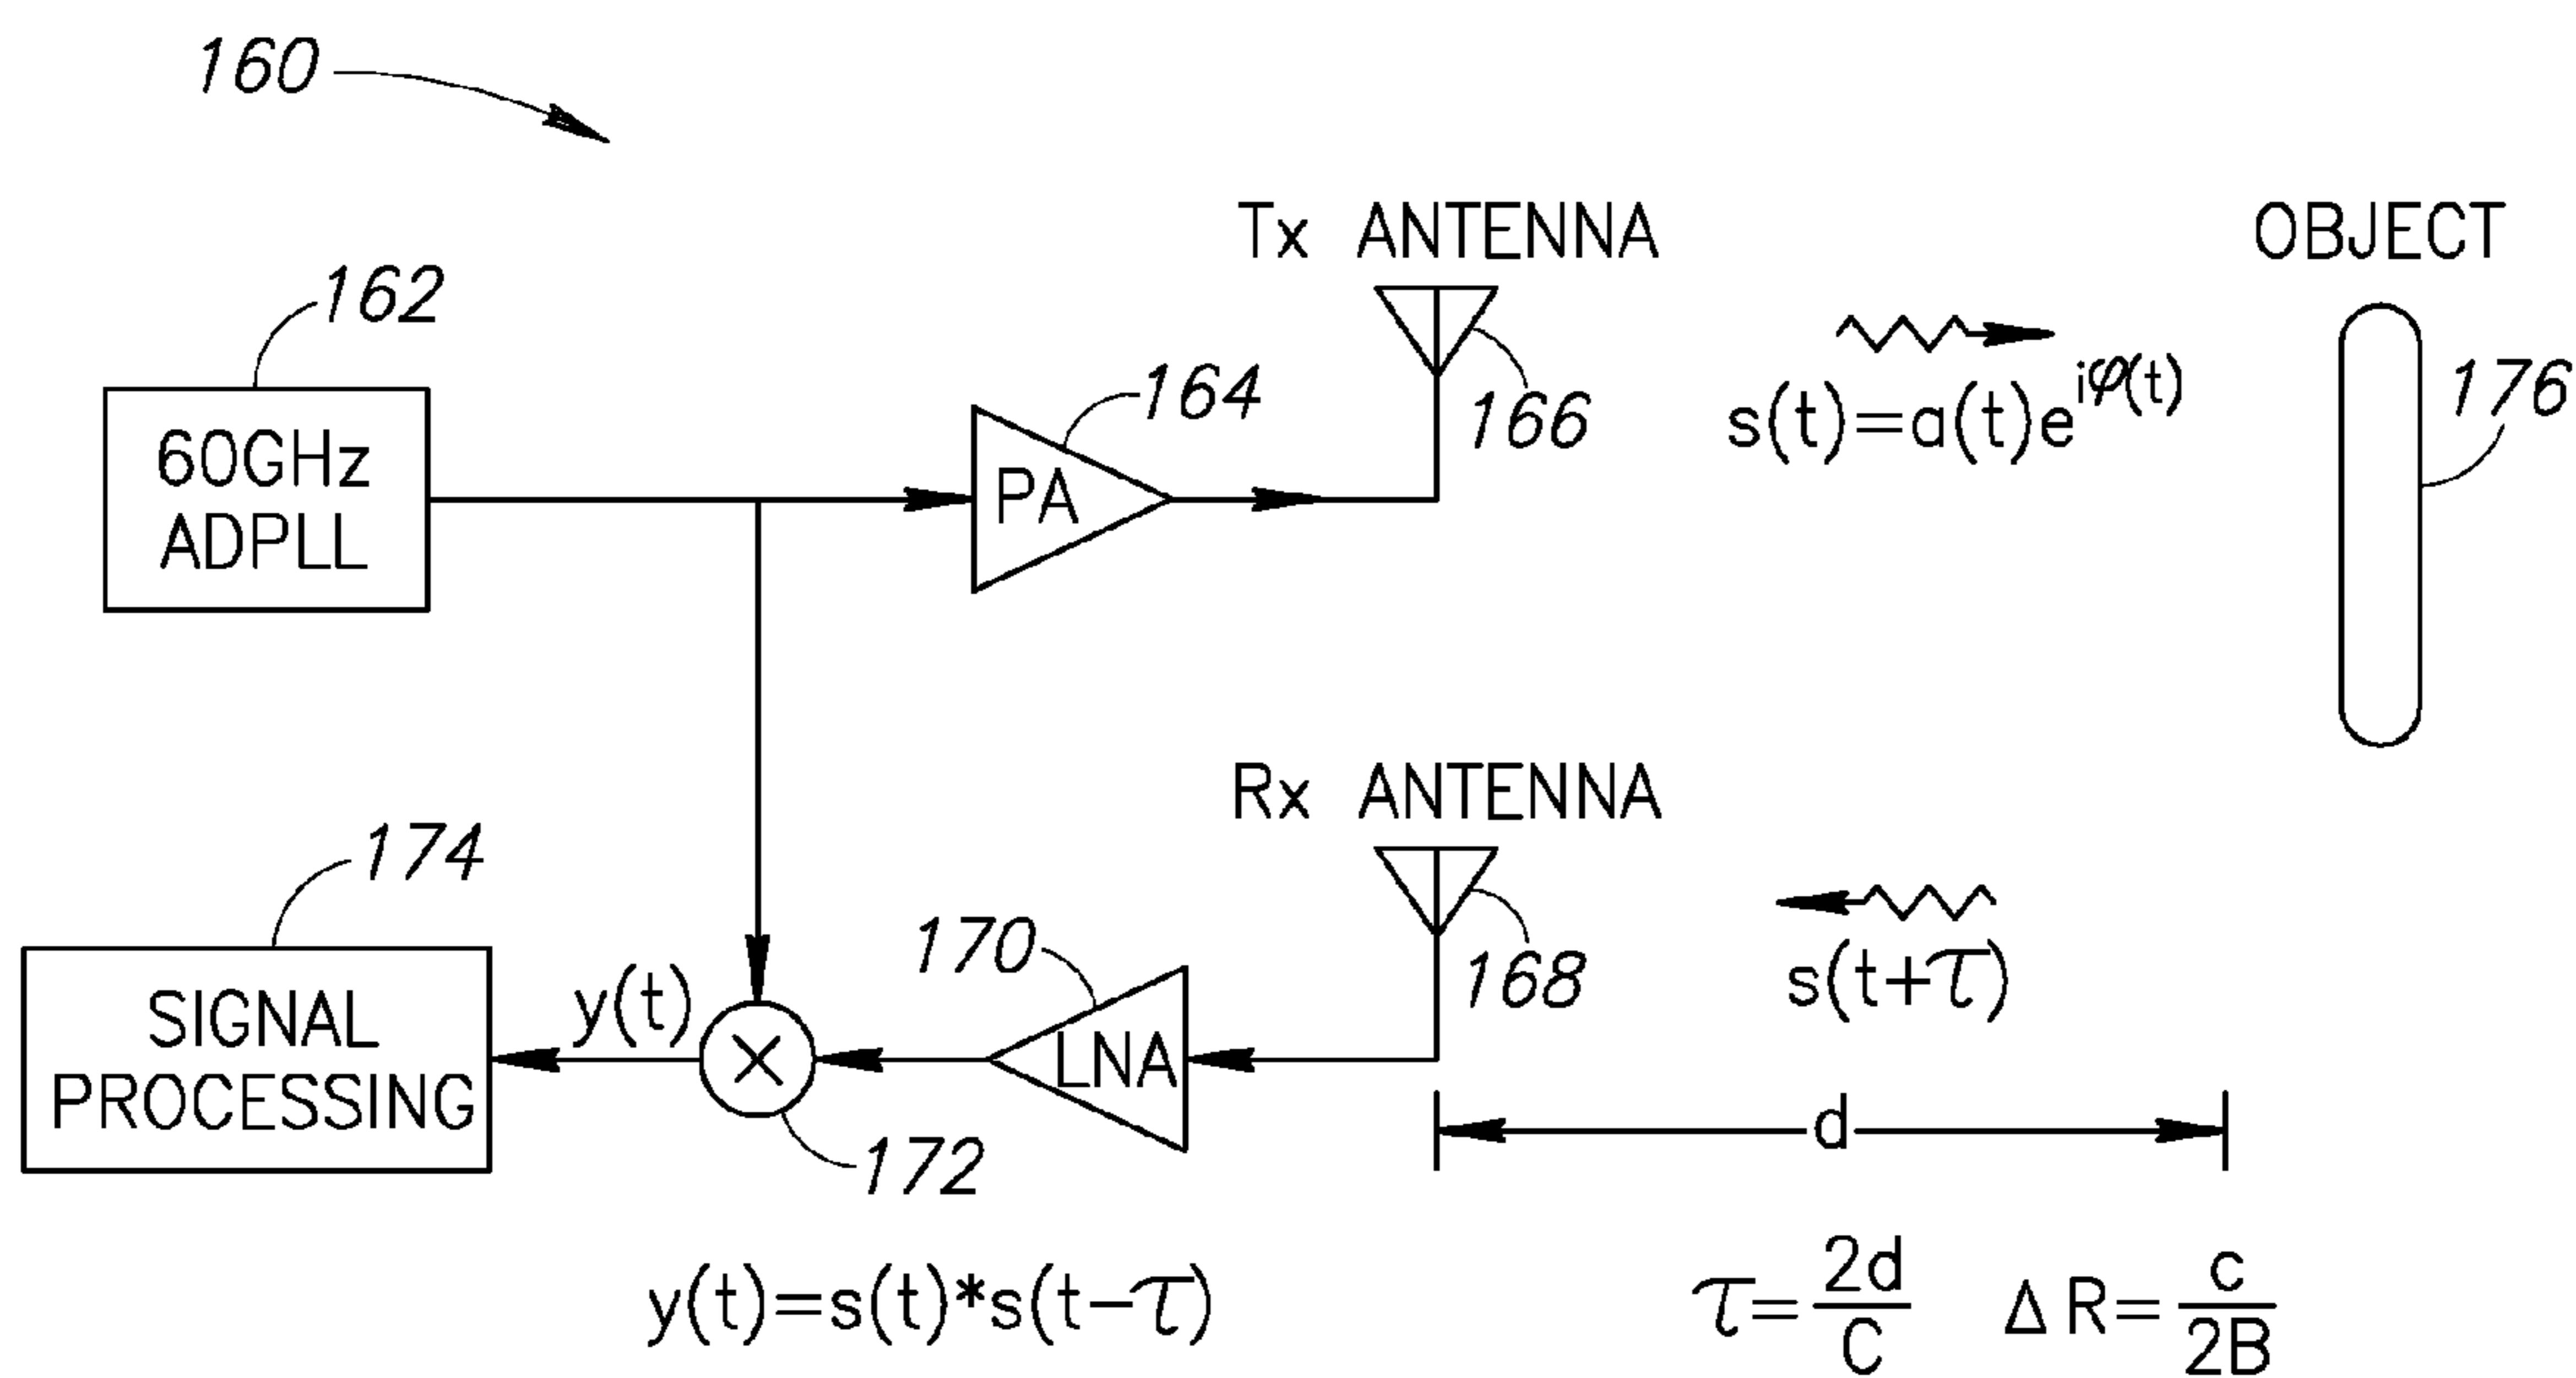 160
Tx ANTENNA
OBJECT
162
60GHz
ADPLL
164
PA
166
s(t)=a(t)e^{iφ(t)}
176
Rx ANTENNA
174
SIGNAL
PROCESSING
y(t)
172
170
LNA
168
s(t+τ)
d
y(t)=s(t)*s(t-τ)
τ=2d/C ΔR=c/2B